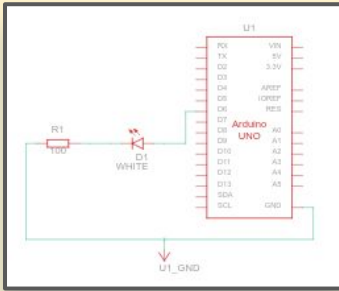 U1
RX VIN
TX 5V
D2 3.3V
D3
D4 AREF
D5 IOREF
D6 RES
D7
D8 A0
D9 A1
D10 A2
D11 A3
D12 A4
D13 A5
SDA
SCL GND
Arduino
UNO
R1
100
D1
WHITE
U1_GND